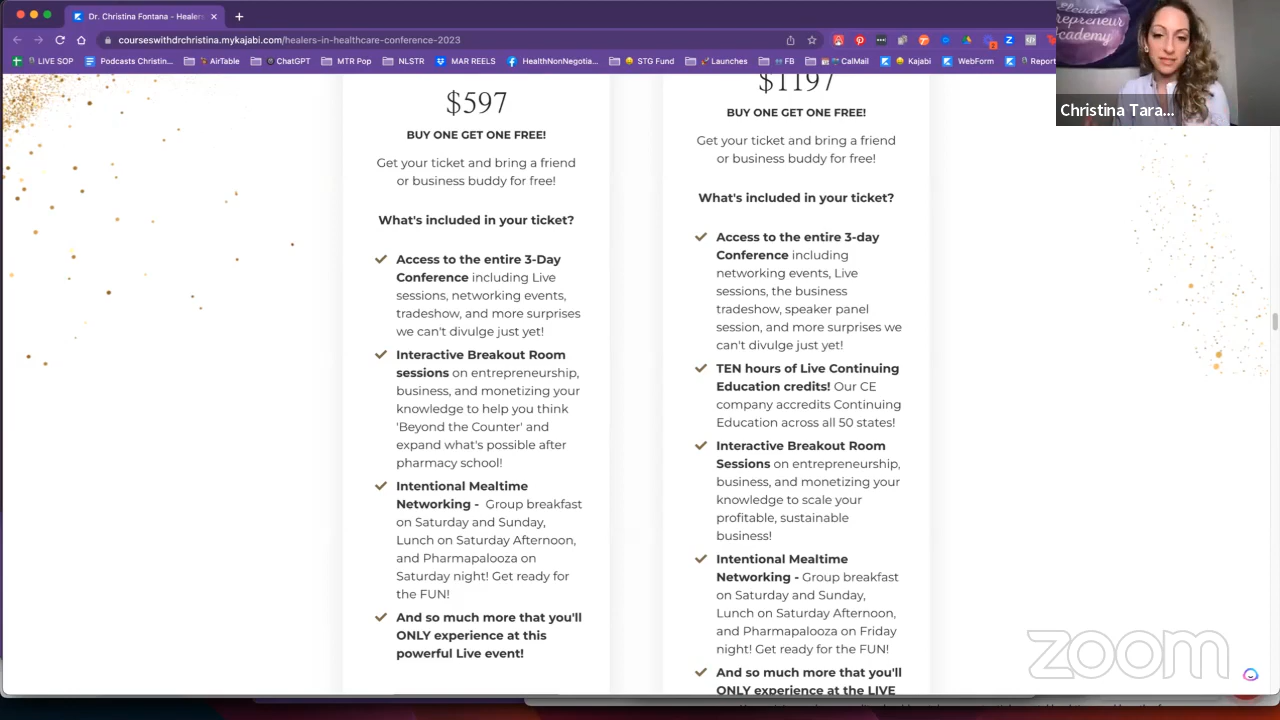 Dr. Christina Fontana - Healers
courseswithdrchristina.mykajabi.com/healers-in-healthcare-conference-2023
LIVE SOP
Podcasts Christin...
AirTable
ChatGPT
MTR Pop
NLSTR
MAR REELS
HealthNonNegotia...
STG Fund
Launches
FB
CalMail
Kajabi
WebForm
Report
Elevate
Entrepreneur
Academy
Christina Tara...
$597
BUY ONE GET ONE FREE!
Get your ticket and bring a friend
or business buddy for free!
What's included in your ticket?
Access to the entire 3-Day
Conference including Live
sessions, networking events,
tradeshow, and more surprises
we can't divulge just yet!
Interactive Breakout Room
sessions on entrepreneurship,
business, and monetizing your
knowledge to help you think
'Beyond the Counter' and
expand what's possible after
pharmacy school!
Intentional Mealtime
Networking - Group breakfast
on Saturday and Sunday,
Lunch on Saturday Afternoon,
and Pharmapalooza on
Saturday night! Get ready for
the FUN!
And so much more that you'll
ONLY experience at this
powerful Live event!
$1197
BUY ONE GET ONE FREE!
Get your ticket and bring a friend
or business buddy for free!
What's included in your ticket?
Access to the entire 3-day
Conference including
networking events, Live
sessions, the business
tradeshow, speaker panel
session, and more surprises we
can't divulge just yet!
TEN hours of Live Continuing
Education credits! Our CE
company accredits Continuing
Education across all 50 states!
Interactive Breakout Room
Sessions on entrepreneurship,
business, and monetizing your
knowledge to scale your
profitable, sustainable
business!
Intentional Mealtime
Networking - Group breakfast
on Saturday and Sunday,
Lunch on Saturday Afternoon,
and Pharmapalooza on Friday
night! Get ready for the FUN!
And so much more that you'll
ONLY experience at the LIVE
zoom